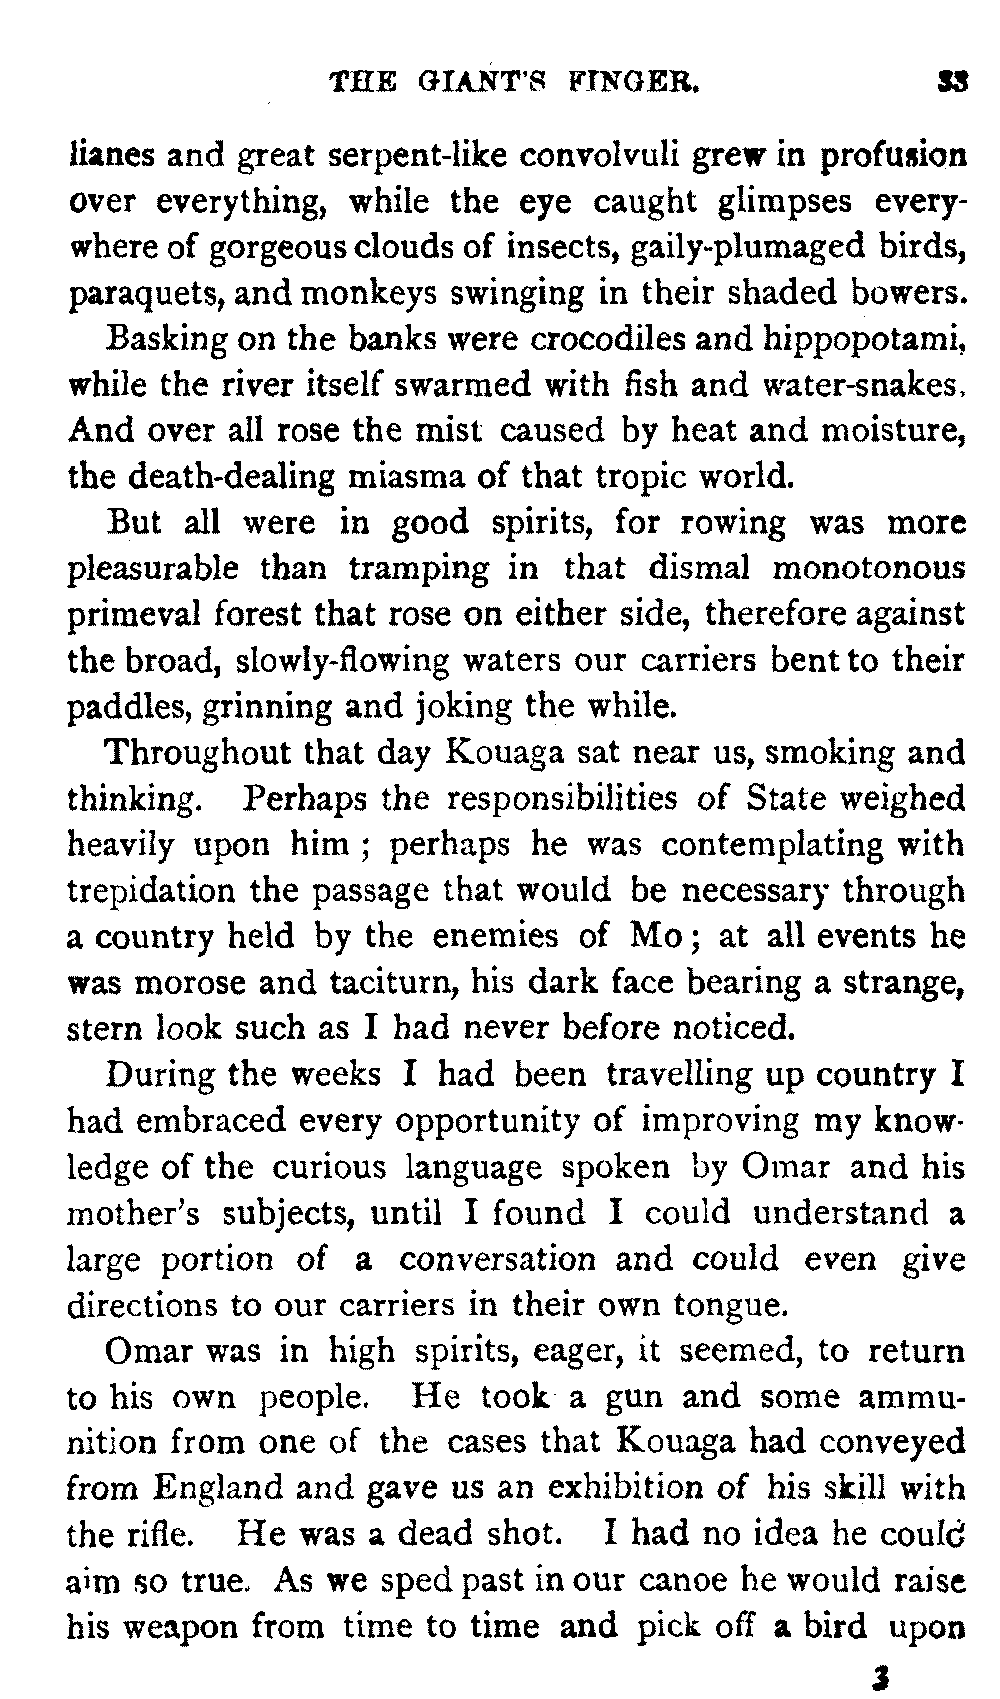 THE GIANT'S FINGER. 33
lianes and great serpent-like convolvuli grew in profusion
over everything, while the eye caught glimpses every-
where of gorgeous clouds of insects, gaily-plumaged birds,
paraquets, and monkeys swinging in their shaded bowers.
Basking on the banks were crocodiles and hippopotami,
while the river itself swarmed with fish and water-snakes.
And over all rose the mist caused by heat and moisture,
the death-dealing miasma of that tropic world.
But all were in good spirits, for rowing was more
pleasurable than tramping in that dismal monotonous
primeval forest that rose on either side, therefore against
the broad, slowly-flowing waters our carriers bent to their
paddles, grinning and joking the while.
Throughout that day Kouaga sat near us, smoking and
thinking. Perhaps the responsibilities of State weighed
heavily upon him ; perhaps he was contemplating with
trepidation the passage that would be necessary through
a country held by the enemies of Mo ; at all events he
was morose and taciturn, his dark face bearing a strange,
stern look such as I had never before noticed.
During the weeks I had been travelling up country I
had embraced every opportunity of improving my know-
ledge of the curious language spoken by Omar and his
mother's subjects, until I found I could understand a
large portion of a conversation and could even give
directions to our carriers in their own tongue.
Omar was in high spirits, eager, it seemed, to return
to his own people. He took a gun and some ammu-
nition from one of the cases that Kouaga had conveyed
from England and gave us an exhibition of his skill with
the rifle. He was a dead shot. I had no idea he could
aim so true. As we sped past in our canoe he would raise
his weapon from time to time and pick off a bird upon
3